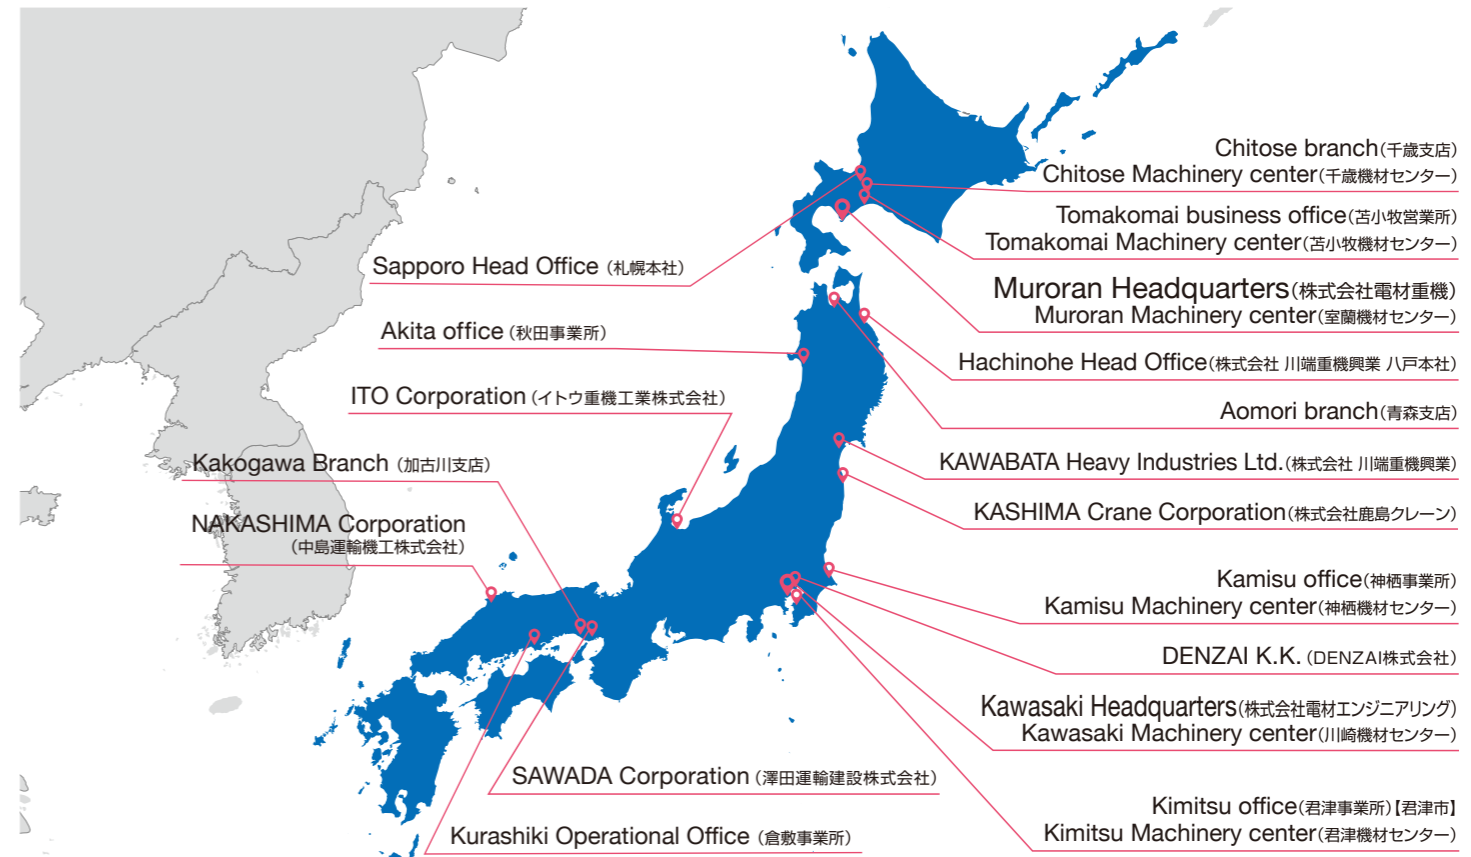 Chitose branch(千歳支店)
Chitose Machinery center(千歳機材センター)
Tomakomai business office(苫小牧営業所)
Tomakomai Machinery center(苫小牧機材センター)
Sapporo Head Office (札幌本社)
Muroran Headquarters(株式会社電材重機)
Muroran Machinery center(室蘭機材センター)
Akita office (秋田事業所)
Hachinohe Head Office(株式会社 川端重機興業 八戸本社)
ITO Corporation (イトウ重機工業株式会社)
Aomori branch(青森支店)
Kakogawa Branch (加古川支店)
KAWABATA Heavy Industries Ltd.(株式会社 川端重機興業)
NAKASHIMA Corporation
(中島運輸機工株式会社)
KASHIMA Crane Corporation(株式会社鹿島クレーン)
Kamisu office(神栖事業所)
Kamisu Machinery center(神栖機材センター)
DENZAI K.K. (DENZAI株式会社)
Kawasaki Headquarters(株式会社電材エンジニアリング)
Kawasaki Machinery center(川崎機材センター)
SAWADA Corporation (澤田運輸建設株式会社)
Kurashiki Operational Office (倉敷事業所)
Kimitsu office(君津事業所)【君津市】
Kimitsu Machinery center(君津機材センター)